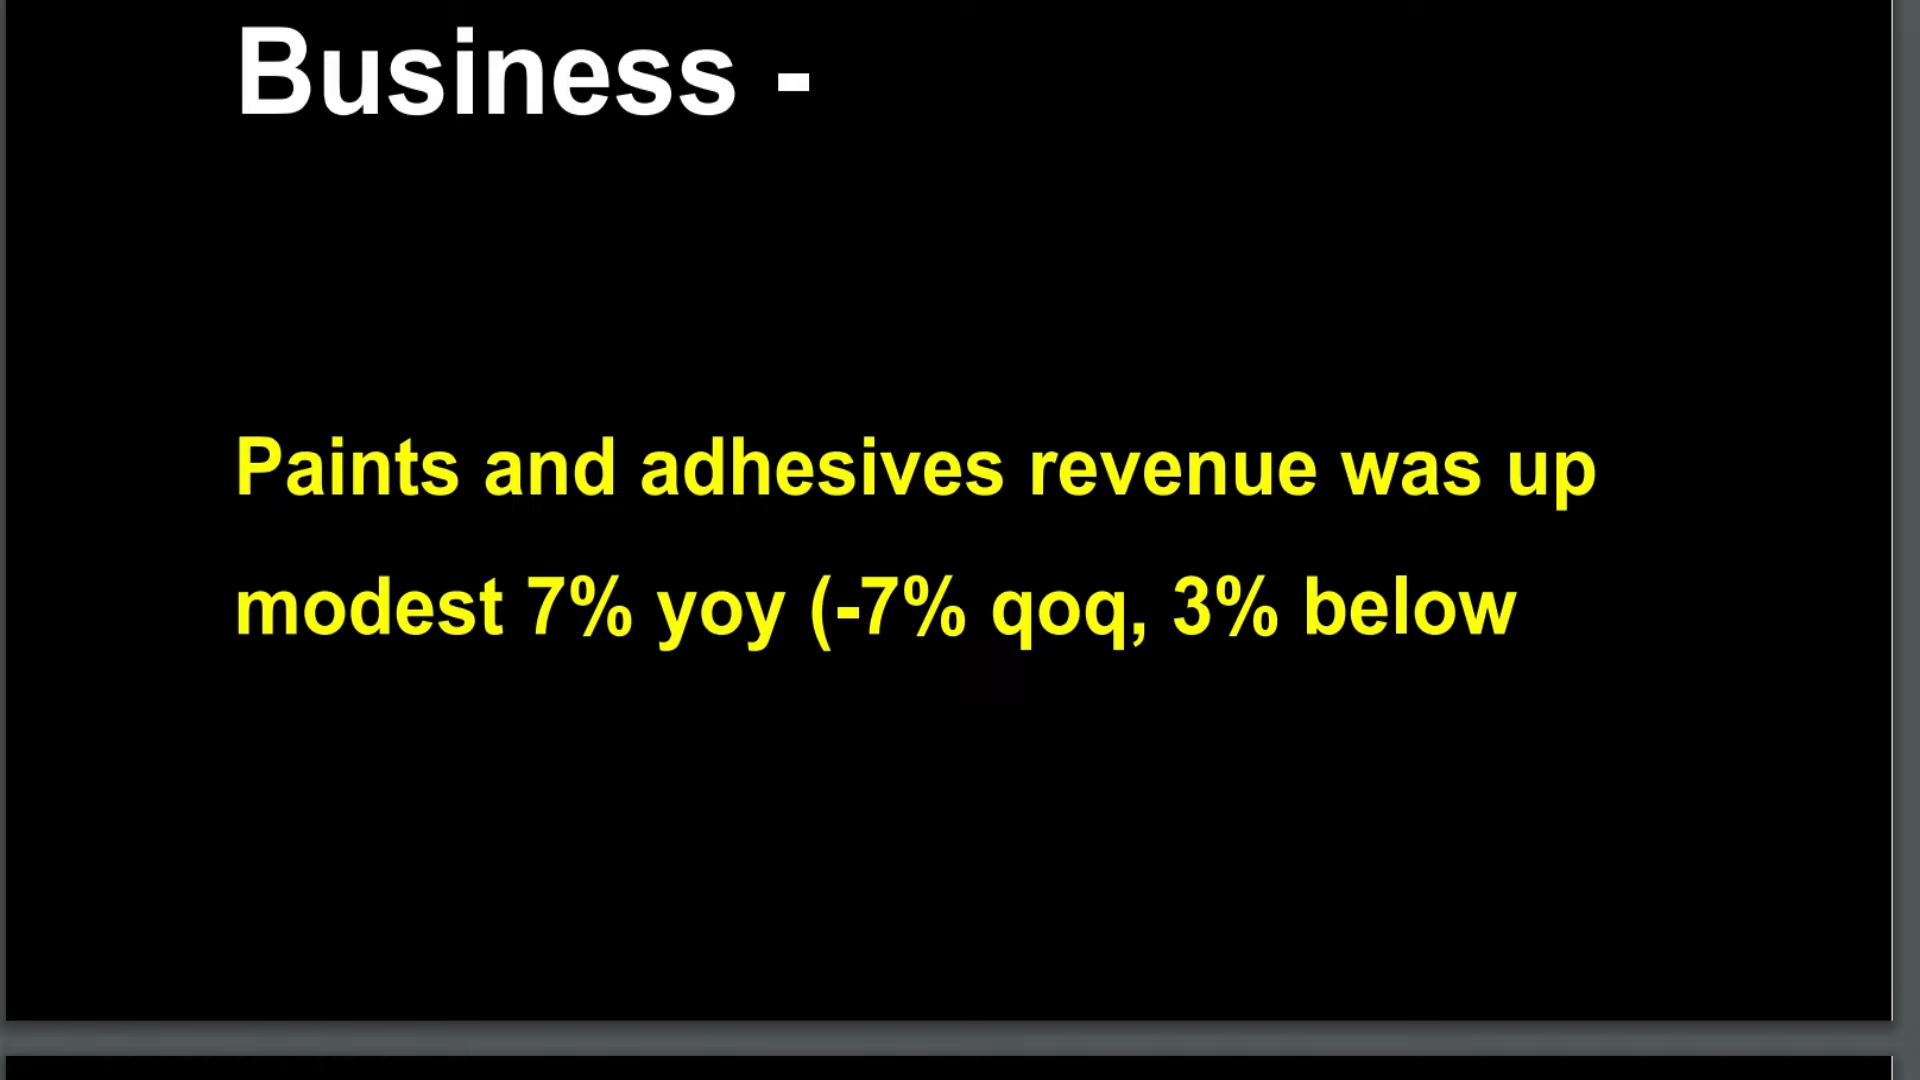 Business -
Paints and adhesives revenue was up
modest 7% yoy (-7% qoq, 3% below